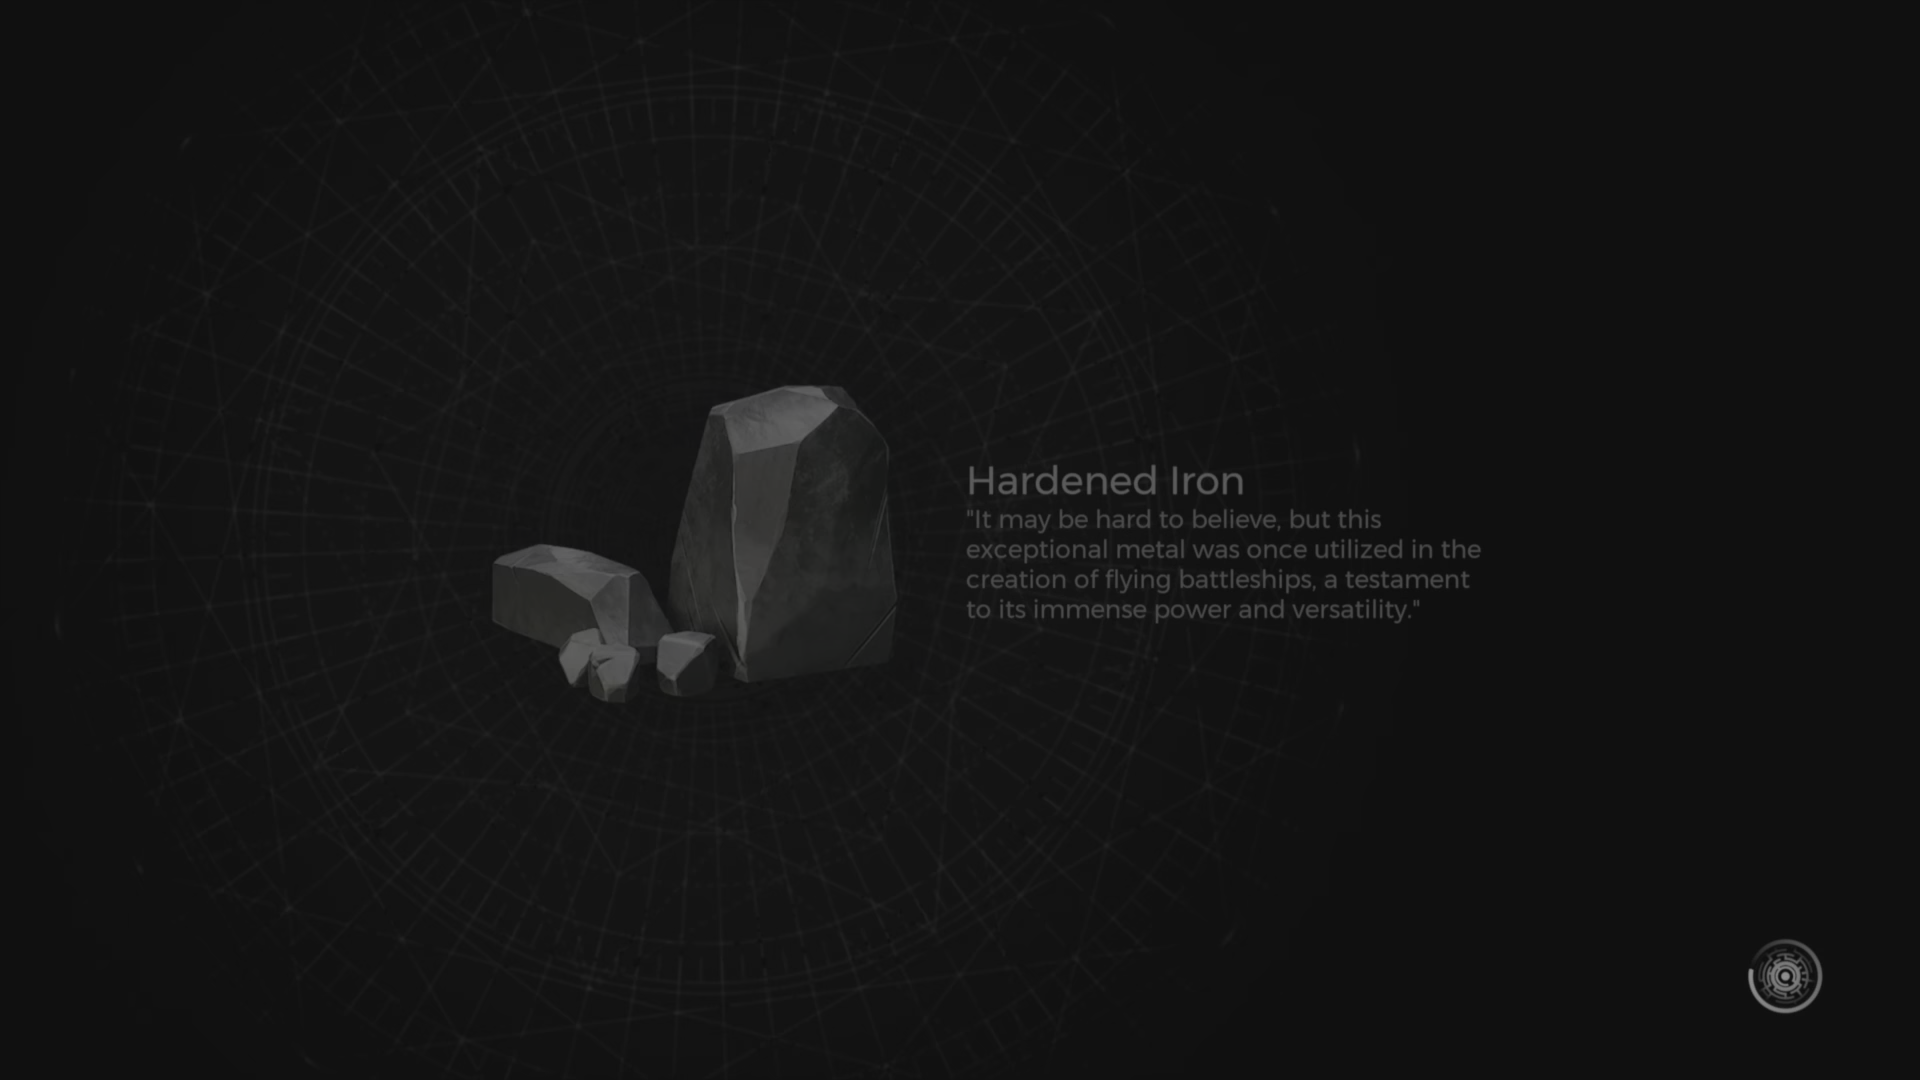 Hardened Iron
"It may be hard to believe, but this
exceptional metal was once utilized in the
creation of flying battleships, a testament
to its immense power and versatility."